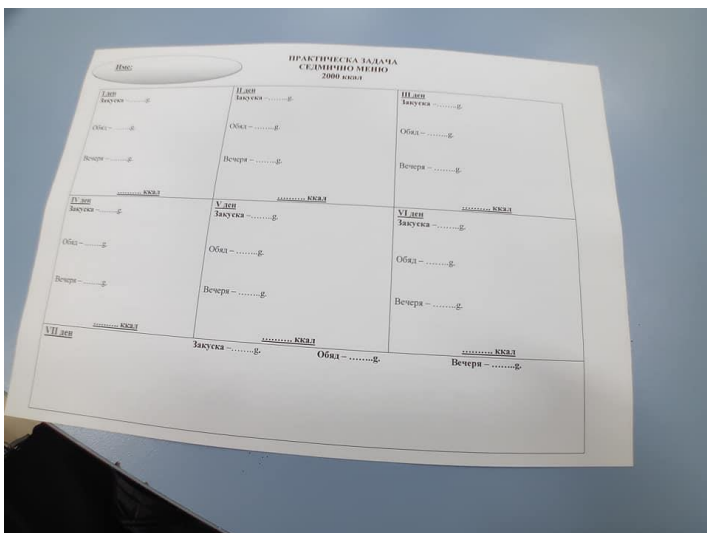 Име:
ПРАКТИЧЕСКА ЗАДАЧА
СЕДМИЧНО МЕНЮ
2000 ккал
I ден
Закуска –........g.
Обяд – ........g.
Вечеря – ........g.
.......... ккал
II ден
Закуска –........g.
Обяд – ........g.
Вечеря – ........g.
.......... ккал
III ден
Закуска –........g.
Обяд – ........g.
Вечеря – ........g.
.......... ккал
IV ден
Закуска –........g.
Обяд – ........g.
Вечеря – ........g.
.......... ккал
V ден
Закуска –........g.
Обяд – ........g.
Вечеря – ........g.
.......... ккал
VI ден
Закуска –........g.
Обяд – ........g.
Вечеря – ........g.
.......... ккал
VII ден
Закуска –........g. Обяд – ........g. Вечеря – ........g.